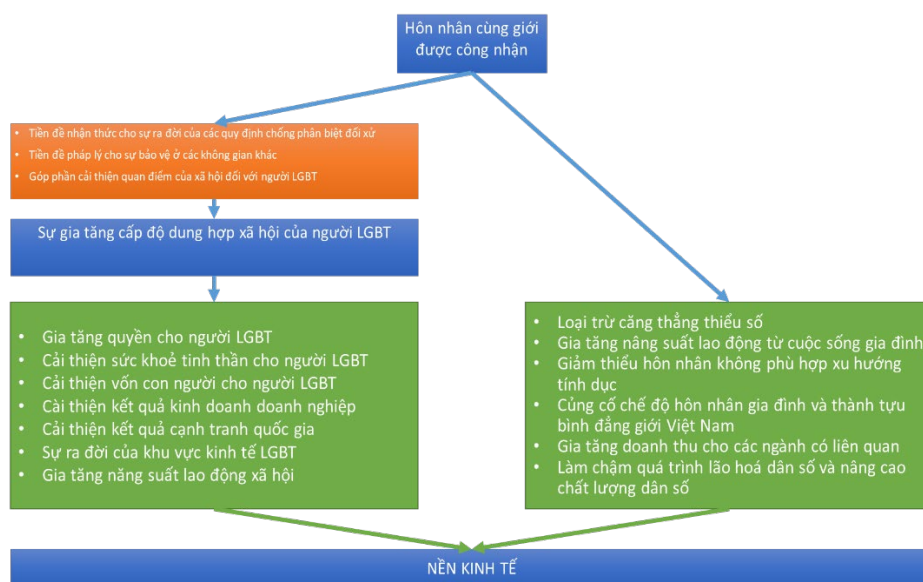 Hôn nhân cùng giới
được công nhận
• Tiền đề nhận thức cho sự ra đời của các quy định chống phân biệt đối xử
• Tiền đề pháp lý cho sự bảo vệ ở các không gian khác
• Góp phần cải thiện quan điểm của xã hội đối với người LGBT
Sự gia tăng cấp độ dung hợp xã hội của người LGBT
• Gia tăng quyền cho người LGBT
• Cải thiện sức khoẻ tinh thần cho người LGBT
• Cải thiện vốn con người cho người LGBT
• Cài thiện kết quả kinh doanh doanh nghiệp
• Cải thiện kết quả cạnh tranh quốc gia
• Sự ra đời của khu vực kinh tế LGBT
• Gia tăng năng suất lao động xã hội
• Loại trừ căng thẳng thiểu số
• Gia tăng nâng suất lao động từ cuộc sống gia đình
• Giảm thiểu hôn nhân không phù hợp xu hướng
tính dục
• Củng cố chế độ hôn nhân gia đình và thành tựu
bình đẳng giới Việt Nam
• Gia tăng doanh thu cho các ngành có liên quan
• Làm chậm quá trình lão hoá dân số và nâng cao
chất lượng dân số
NỀN KINH TẾ